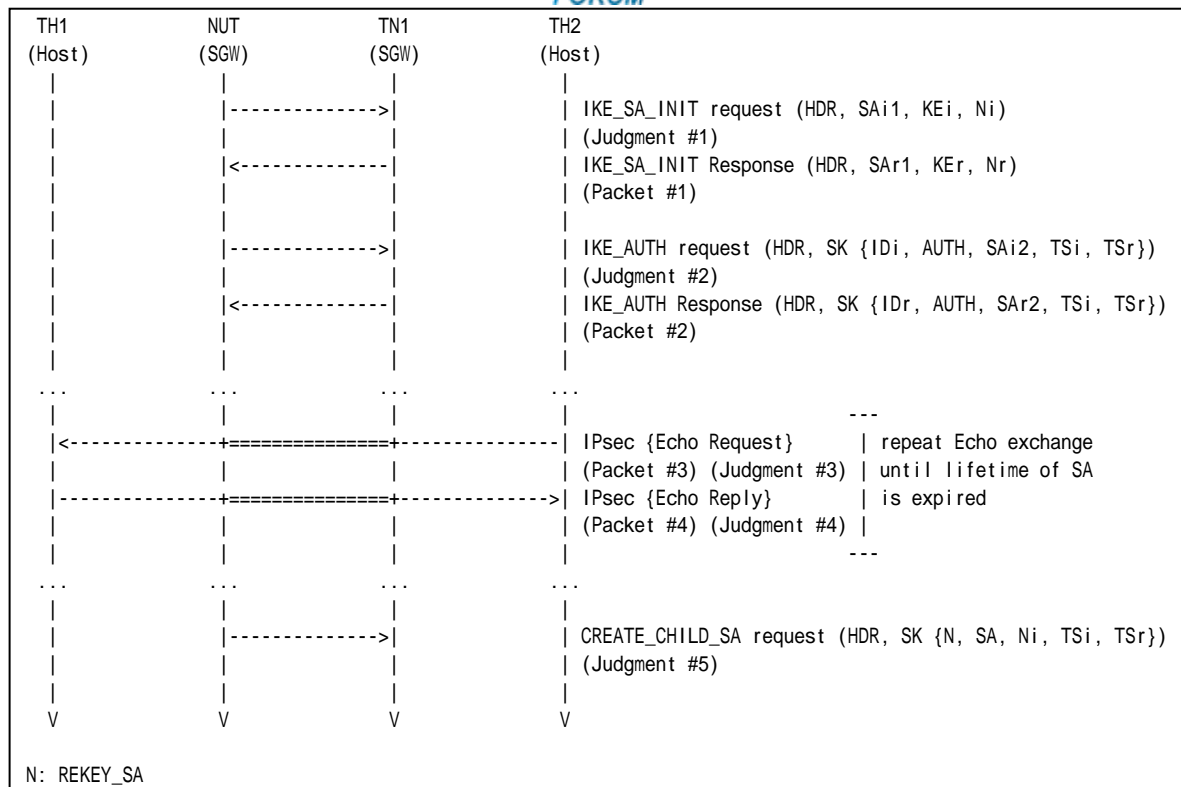 FORUM
TH1 NUT TN1 TH2
(Host) (SGW) (SGW) (Host)
| | | |
| |-------------->| | IKE_SA_INIT request (HDR, SAi1, KEi, Ni)
| | | | (Judgment #1)
| |<--------------| | IKE_SA_INIT Response (HDR, SAr1, KEr, Nr)
| | | | (Packet #1)
| | | |
| |-------------->| | IKE_AUTH request (HDR, SK {IDi, AUTH, SAi2, TSi, TSr})
| | | | (Judgment #2)
| |<--------------| | IKE_AUTH Response (HDR, SK {IDr, AUTH, SAr2, TSi, TSr})
| | | | (Packet #2)
| | | |
... ... ... ...
| | | | ---
|<--------------+===============+---------------| IPsec {Echo Request} | repeat Echo exchange
| | | | (Packet #3) (Judgment #3) | until lifetime of SA
|---------------+===============+-------------->| IPsec {Echo Reply} | is expired
| | | | (Packet #4) (Judgment #4) |
| | | | ---
... ... ... ...
| | | |
| |-------------->| | CREATE_CHILD_SA request (HDR, SK {N, SA, Ni, TSi, TSr})
| | | | (Judgment #5)
| | | |
V V V V
N: REKEY_SA